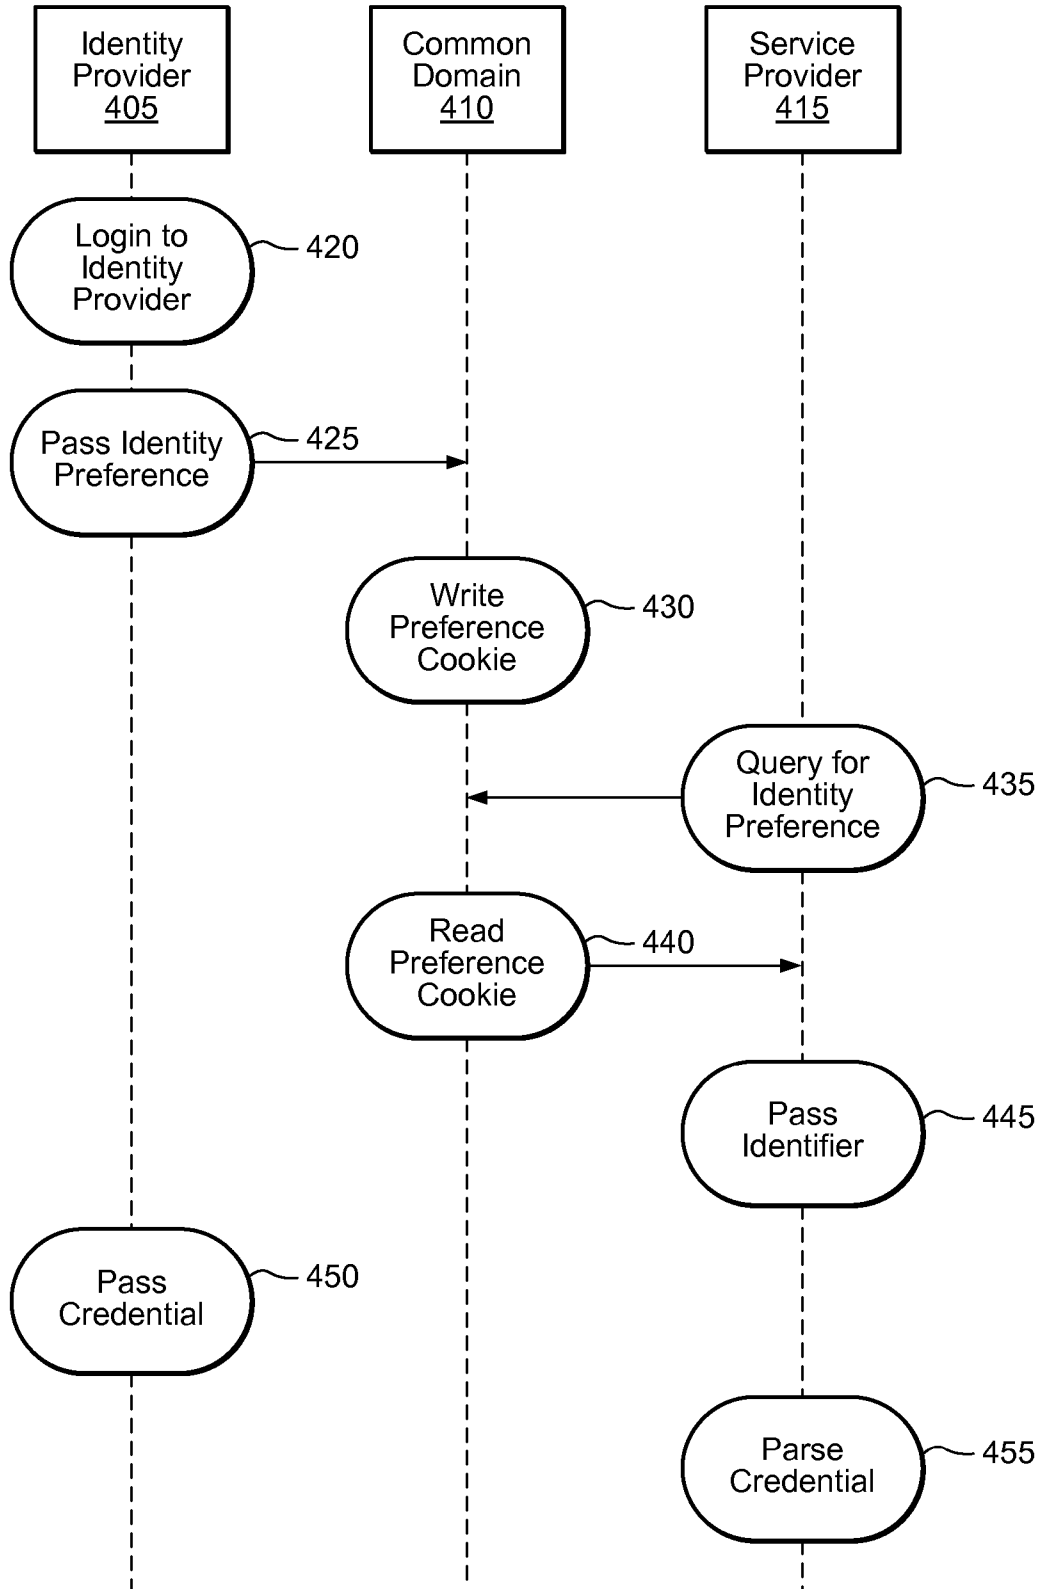 Identity
Provider
405
Common
Domain
410
Service
Provider
415
Login to
Identity
Provider
420
Pass Identity
Preference
425
Write
Preference
Cookie
430
Query for
Identity
Preference
435
Read
Preference
Cookie
440
Pass
Identifier
445
Pass
Credential
450
Parse
Credential
455